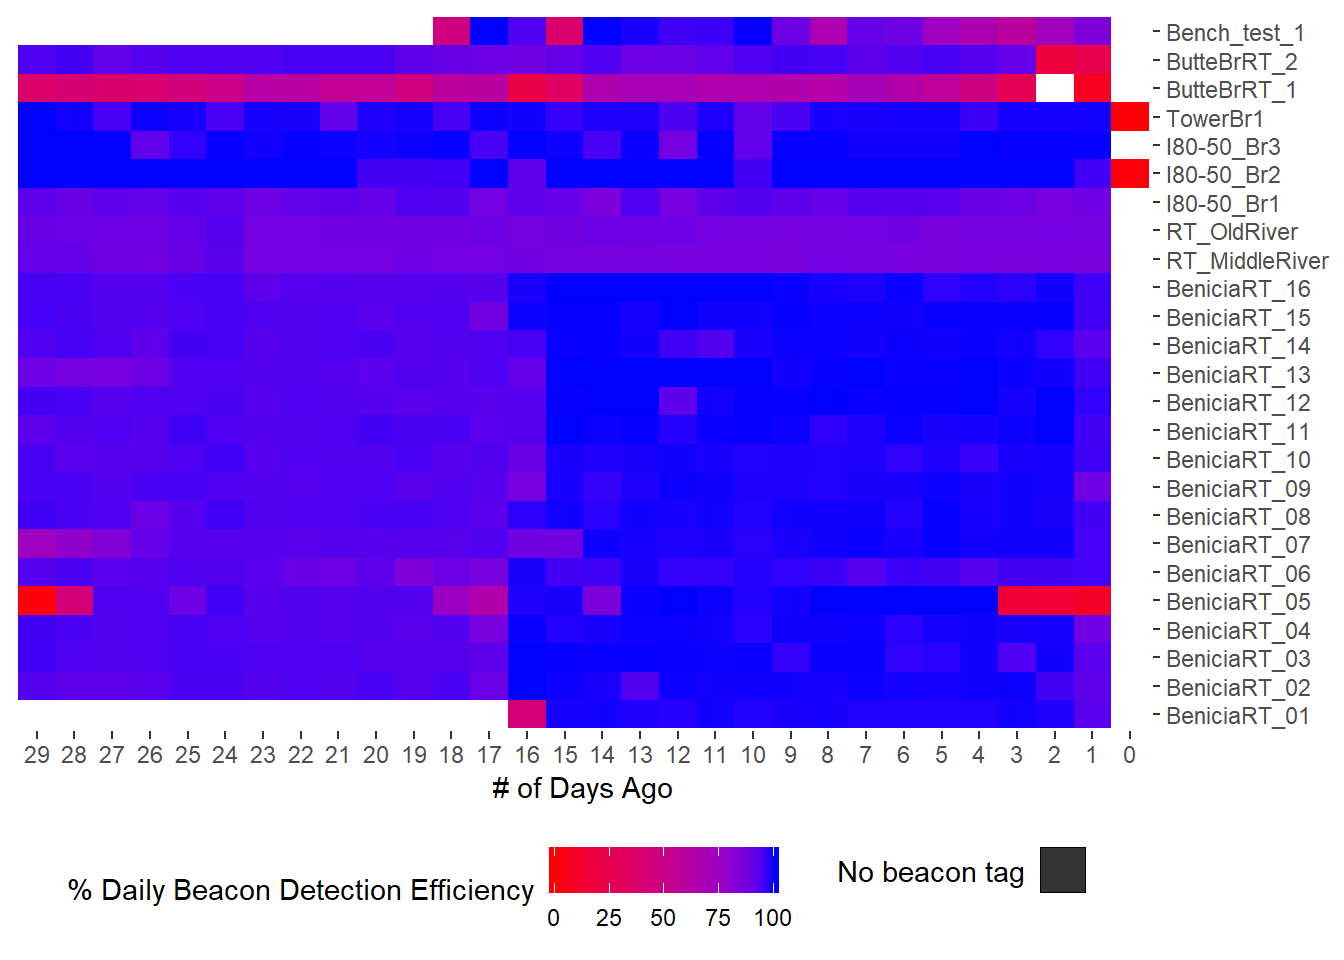 Bench_test_1
ButteBrRT_2
ButteBrRT_1
TowerBr1
I80-50_Br3
I80-50_Br2
I80-50_Br1
RT_OldRiver
RT_MiddleRiver
BeniciaRT_16
BeniciaRT_15
BeniciaRT_14
BeniciaRT_13
BeniciaRT_12
BeniciaRT_11
BeniciaRT_10
BeniciaRT_09
BeniciaRT_08
BeniciaRT_07
BeniciaRT_06
BeniciaRT_05
BeniciaRT_04
BeniciaRT_03
BeniciaRT_02
BeniciaRT_01
29 28 27 26 25 24 23 22 21 20 19 18 17 16 15 14 13 12 11 10 9 8 7 6 5 4 3 2 1 0
# of Days Ago
% Daily Beacon Detection Efficiency
0 25 50 75 100
No beacon tag